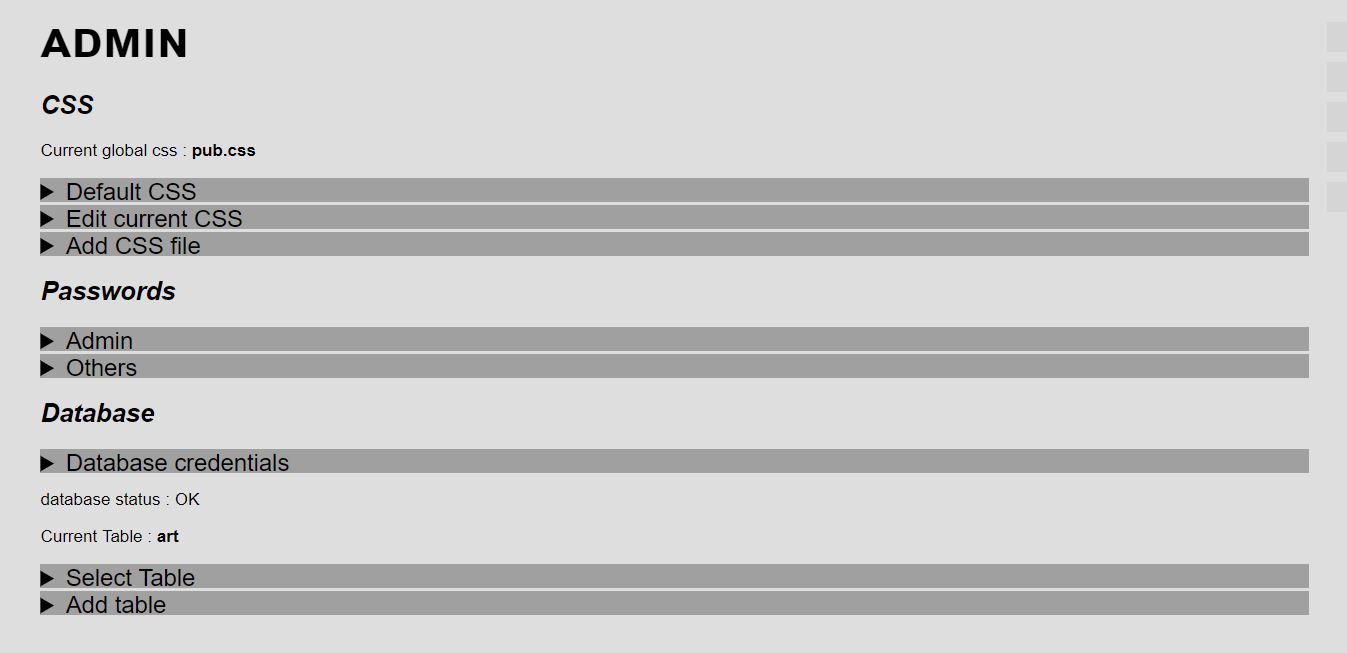 ADMIN
CSS
Current global css : pub.css
Default CSS
Edit current CSS
Add CSS file
Passwords
Admin
Others
Database
Database credentials
database status : OK
Current Table : art
Select Table
Add table